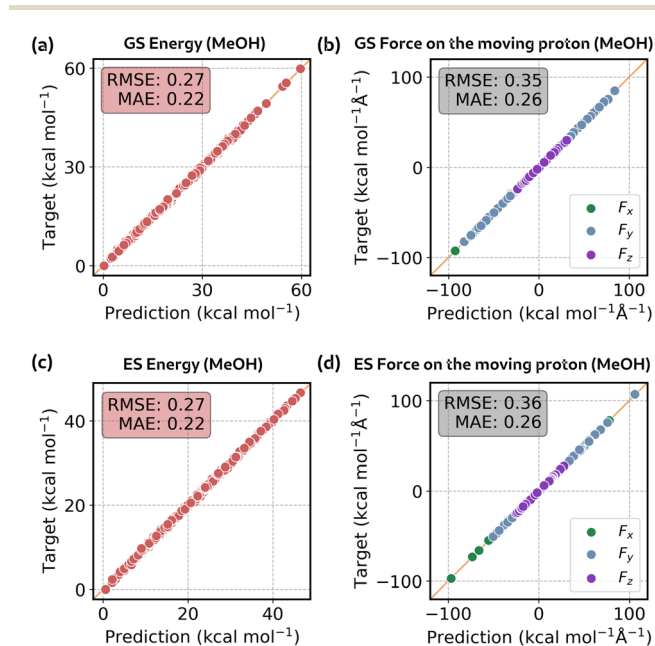 (a) GS Energy (MeOH)
60
30
0
0 30 60
Target (kcal mol⁻¹)
Prediction (kcal mol⁻¹)
RMSE: 0.27
MAE: 0.22
(b) GS Force on the moving proton (MeOH)
100
0
−100
−100 0 100
Target (kcal mol⁻¹Å⁻¹)
Prediction (kcal mol⁻¹Å⁻¹)
RMSE: 0.35
MAE: 0.26
Fₓ
Fᵧ
F_z
(c) ES Energy (MeOH)
40
20
0
0 20 40
Target (kcal mol⁻¹)
Prediction (kcal mol⁻¹)
RMSE: 0.27
MAE: 0.22
(d) ES Force on the moving proton (MeOH)
100
0
−100
−100 0 100
Target (kcal mol⁻¹Å⁻¹)
Prediction (kcal mol⁻¹Å⁻¹)
RMSE: 0.36
MAE: 0.26
Fₓ
Fᵧ
F_z